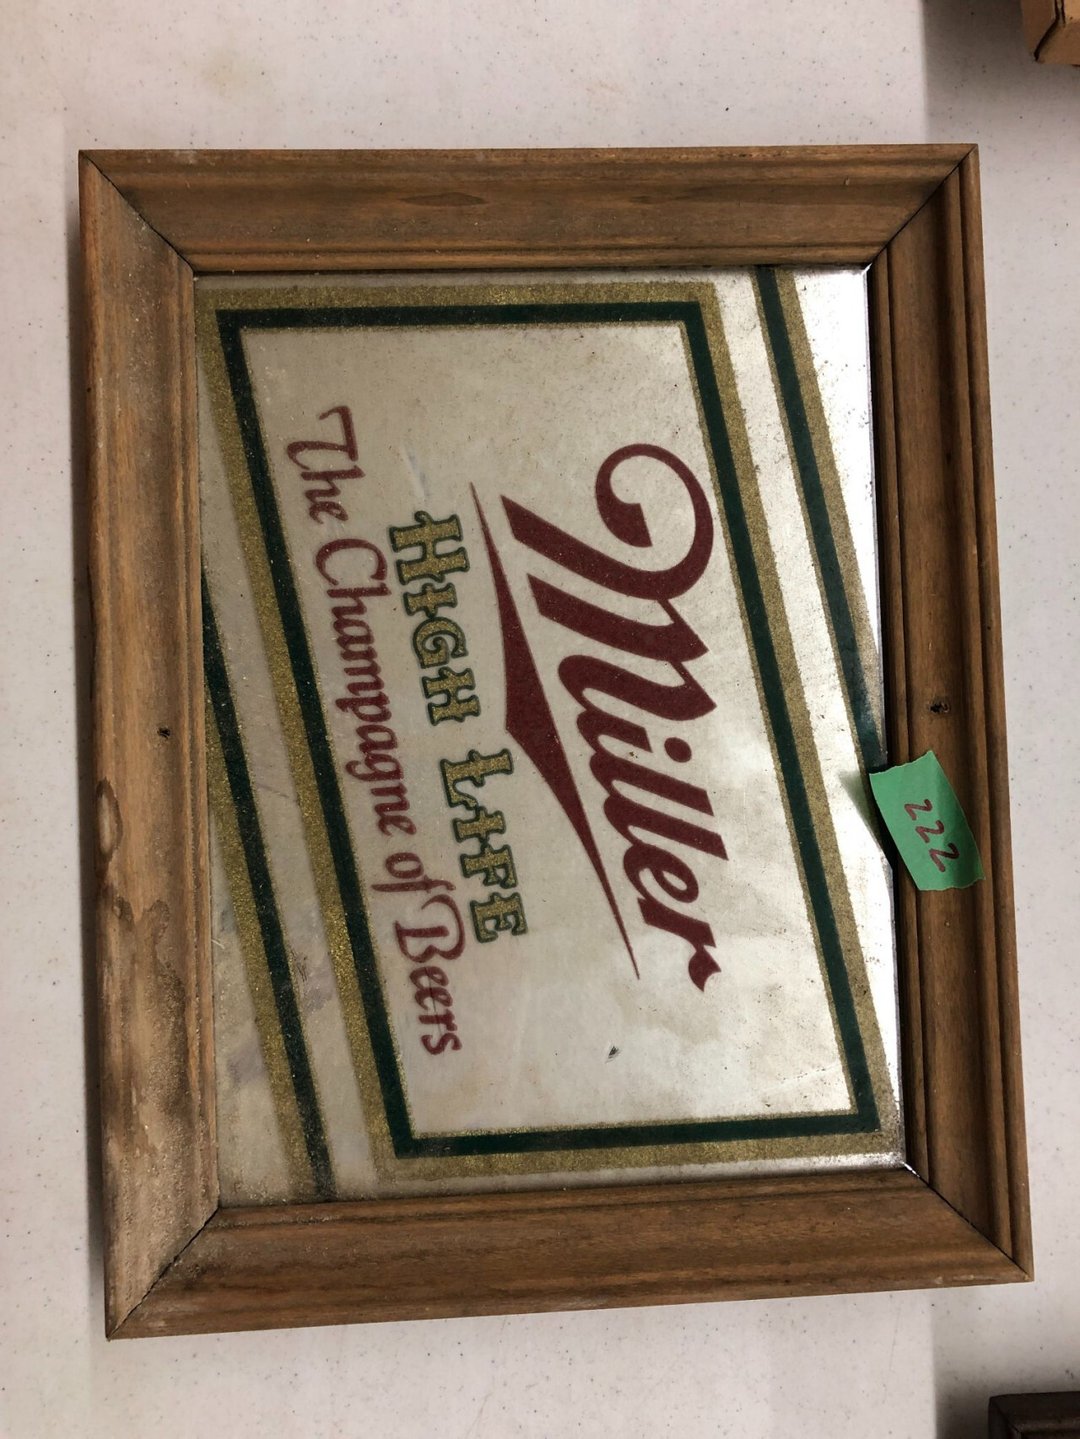 Miller
HIGH LIFE
The Champagne of Beers
222